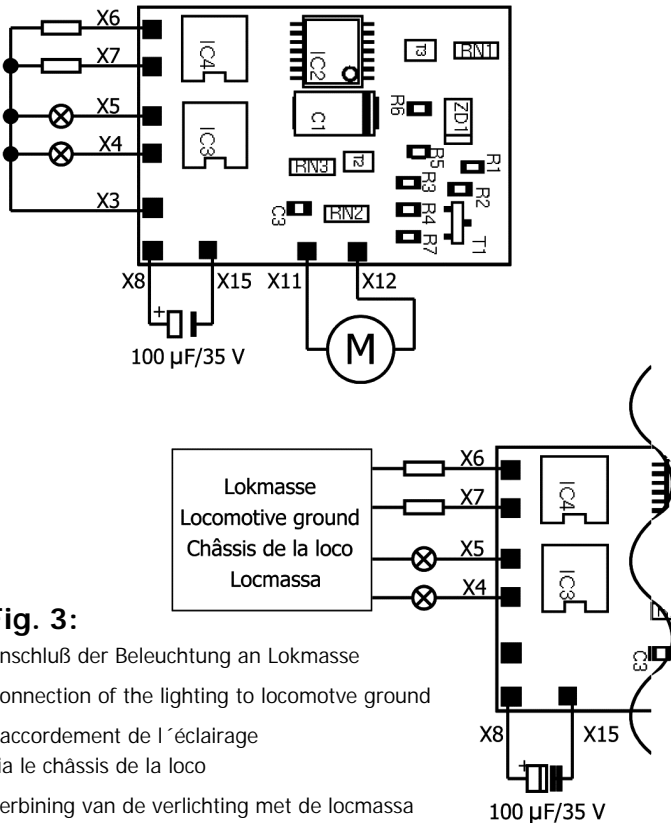 X6
X7
X5
X4
X3
IC4
IC3
IC2
C1
T3
RN1
R6
ZD1
R5
R1
R3
R2
RN3
T2
C3
RN2
R4
R7
T1
X8
X15
X11
X12
+
100 µF/35 V
M
Lokmasse
Locomotive ground
Châssis de la loco
Locmassa
X6
X7
X5
X4
IC4
IC3
C3
X8
X15
+
100 µF/35 V
ig. 3:
nschluß der Beleuchtung an Lokmasse
onnection of the lighting to locomotve ground
accordement de l´éclairage
ia le châssis de la loco
erbining van de verlichting met de locmassa